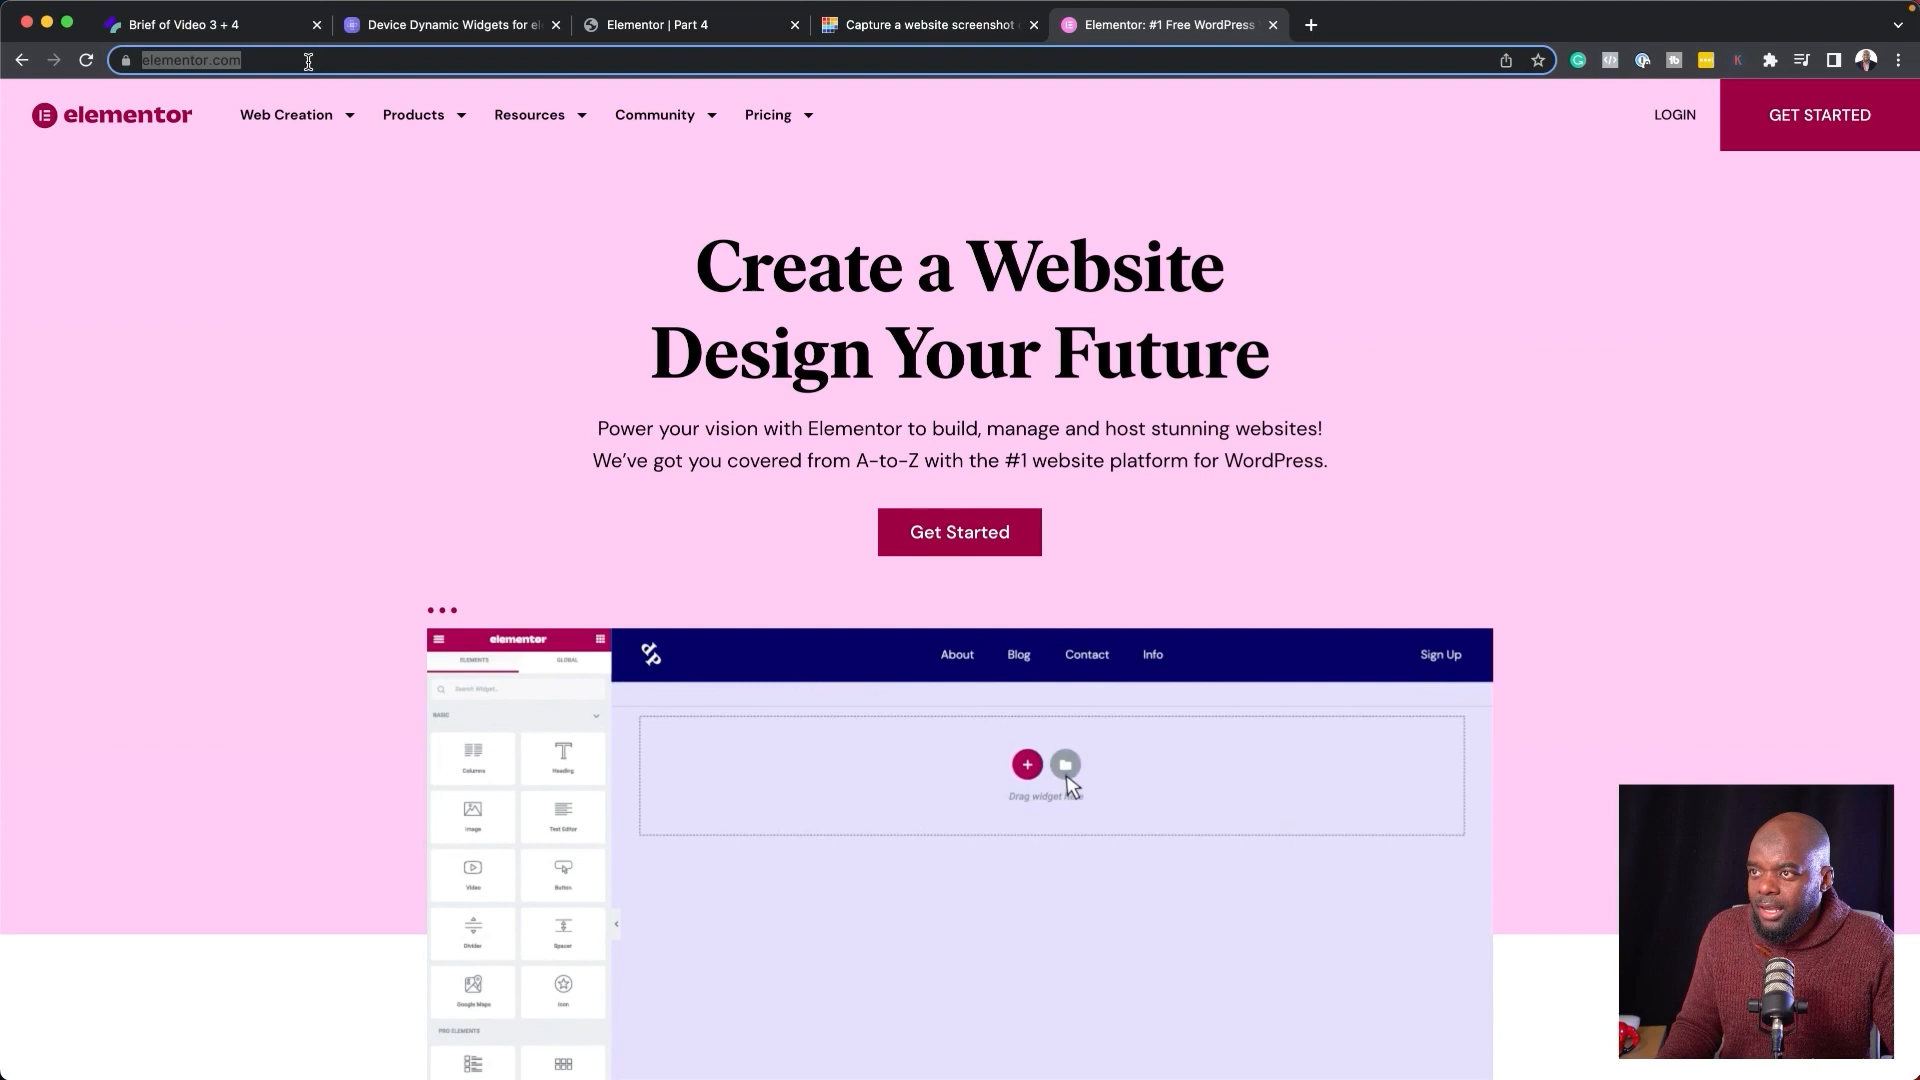 Brief of Video 3 + 4
Device Dynamic Widgets for el
Elementor | Part 4
Capture a website screenshot
Elementor: #1 Free WordPress
elementor.com
elementor
Web Creation
Products
Resources
Community
Pricing
LOGIN
GET STARTED
Create a Website
Design Your Future
Power your vision with Elementor to build, manage and host stunning websites!
We've got you covered from A-to-Z with the #1 website platform for WordPress.
Get Started
elementor
ELEMENTS
GLOBAL
Search Widget...
BASIC
Columns
Heading
Image
Text Editor
Video
Button
Divider
Spacer
Google Maps
Icon
PRO ELEMENTS
About
Blog
Contact
Info
Sign Up
Drag widget